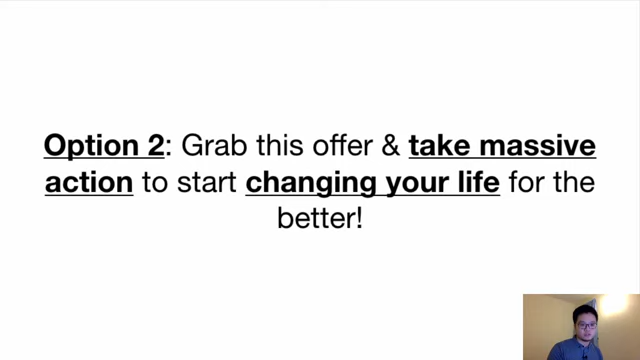 Option 2: Grab this offer & take massive
action to start changing your life for the
better!